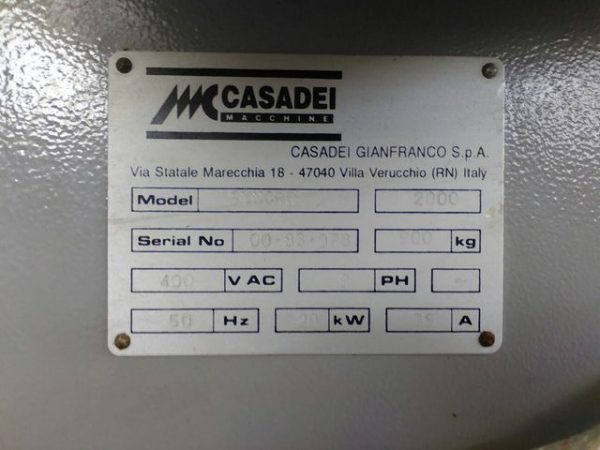 CASADEI
MACCHINE
CASADEI GIANFRANCO S.p.A.
Via Statale Marecchia 18 - 47040 Villa Verucchio (RN) Italy
Model 2000
Serial No kg
400 V AC PH
50 Hz kW A